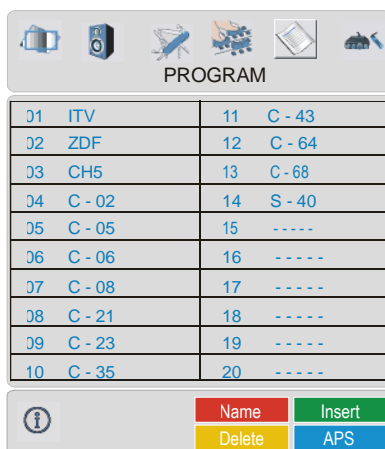 PROGRAM
01 ITV 11 C - 43
02 ZDF 12 C - 64
03 CH5 13 C - 68
04 C - 02 14 S - 40
05 C - 05 15 - - - - -
06 C - 06 16 - - - - -
07 C - 08 17 - - - - -
08 C - 21 18 - - - - -
09 C - 23 19 - - - - -
10 C - 35 20 - - - - -
Name Insert
Delete APS